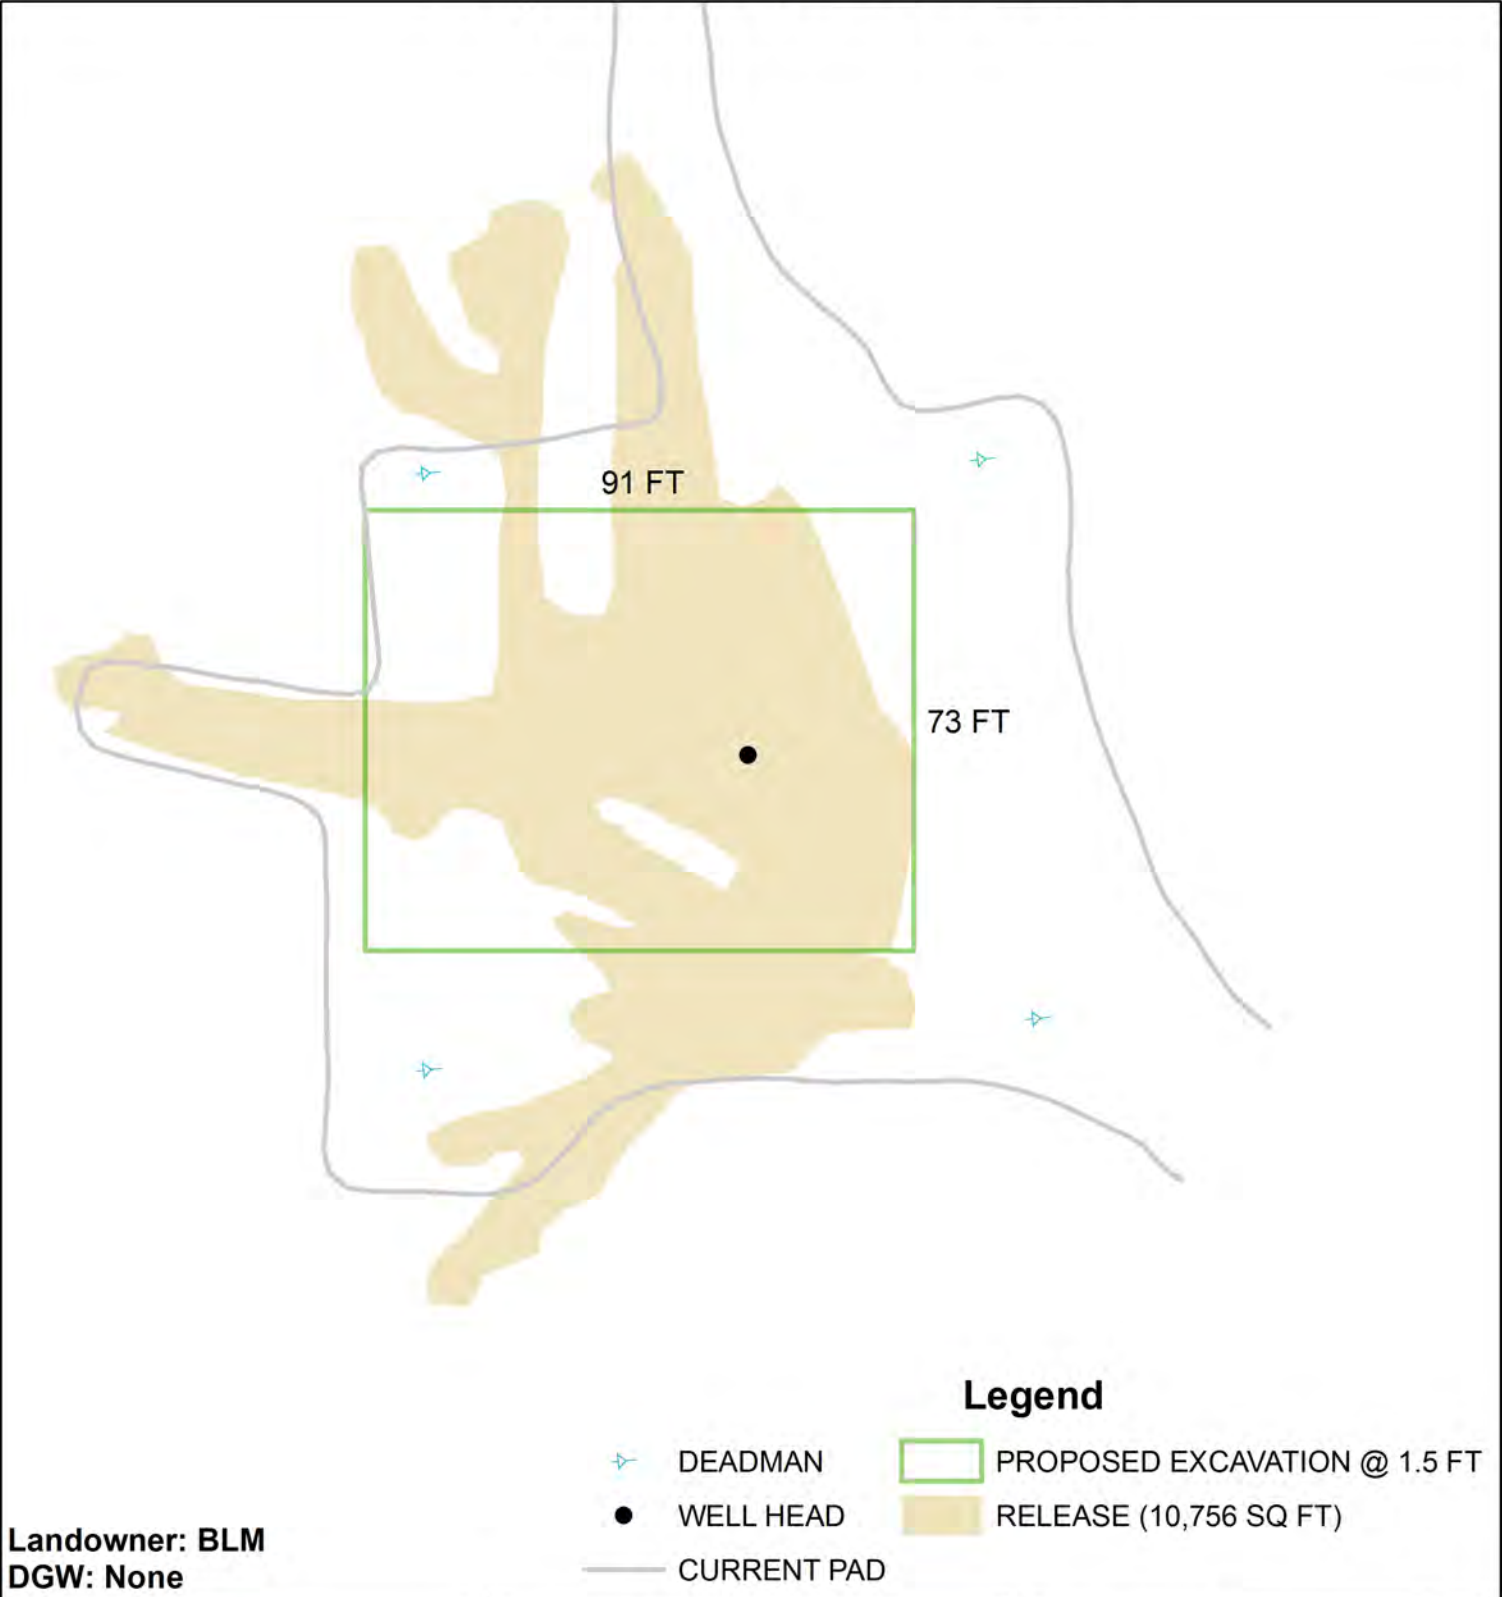 91 FT
73 FT
Legend
DEADMAN
PROPOSED EXCAVATION @ 1.5 FT
WELL HEAD
RELEASE (10,756 SQ FT)
CURRENT PAD
Landowner: BLM
DGW: None